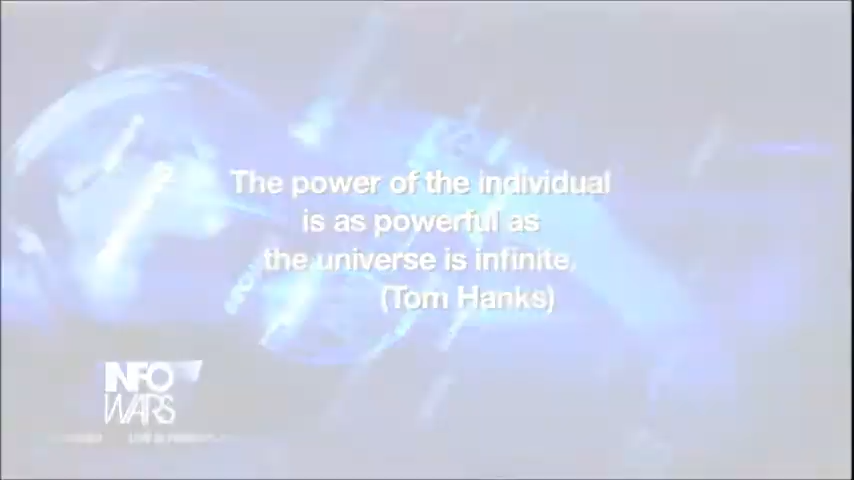 The power of the individual
is as powerful as
the universe is infinite.
(Tom Hanks)
INFO
WARS